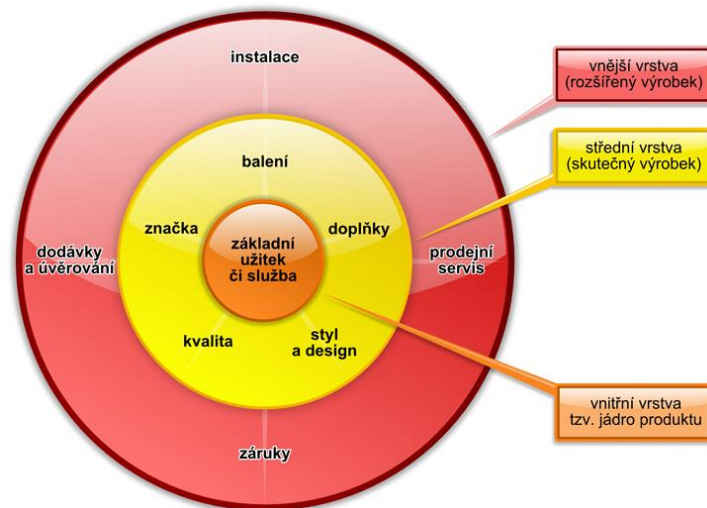 instalace
vnější vrstva
(rozšířený výrobek)
balení
střední vrstva
(skutečný výrobek)
značka
doplňky
základní
užitek
či služba
dodávky
a úvěrování
prodejní
servis
kvalita
styl
a design
vnitřní vrstva
tzv. jádro produktu
záruky